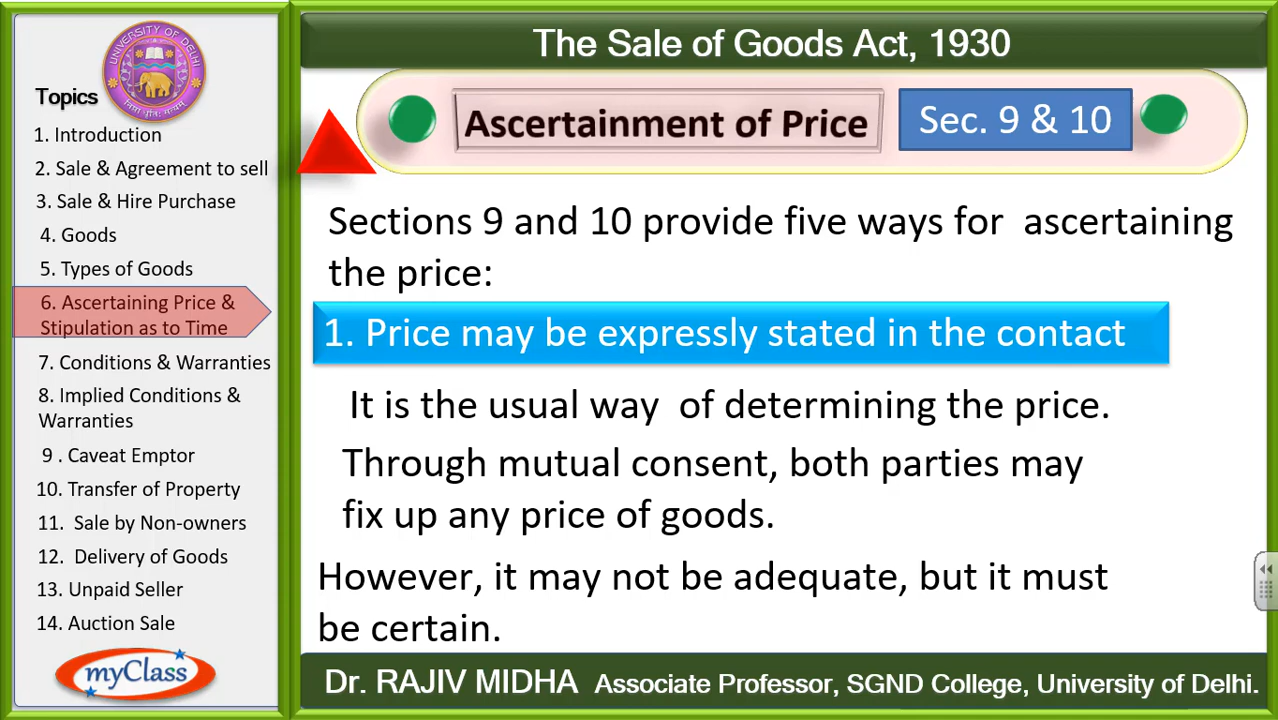 UNIVERSITY OF DELHI
Topics
1. Introduction
2. Sale & Agreement to sell
3. Sale & Hire Purchase
4. Goods
5. Types of Goods
6. Ascertaining Price &
Stipulation as to Time
7. Conditions & Warranties
8. Implied Conditions &
Warranties
9 . Caveat Emptor
10. Transfer of Property
11. Sale by Non-owners
12. Delivery of Goods
13. Unpaid Seller
14. Auction Sale
myClass
The Sale of Goods Act, 1930
Ascertainment of Price
Sec. 9 & 10
Sections 9 and 10 provide five ways for ascertaining
the price:
1. Price may be expressly stated in the contact
It is the usual way of determining the price.
Through mutual consent, both parties may
fix up any price of goods.
However, it may not be adequate, but it must
be certain.
Dr. RAJIV MIDHA Associate Professor, SGND College, University of Delhi.